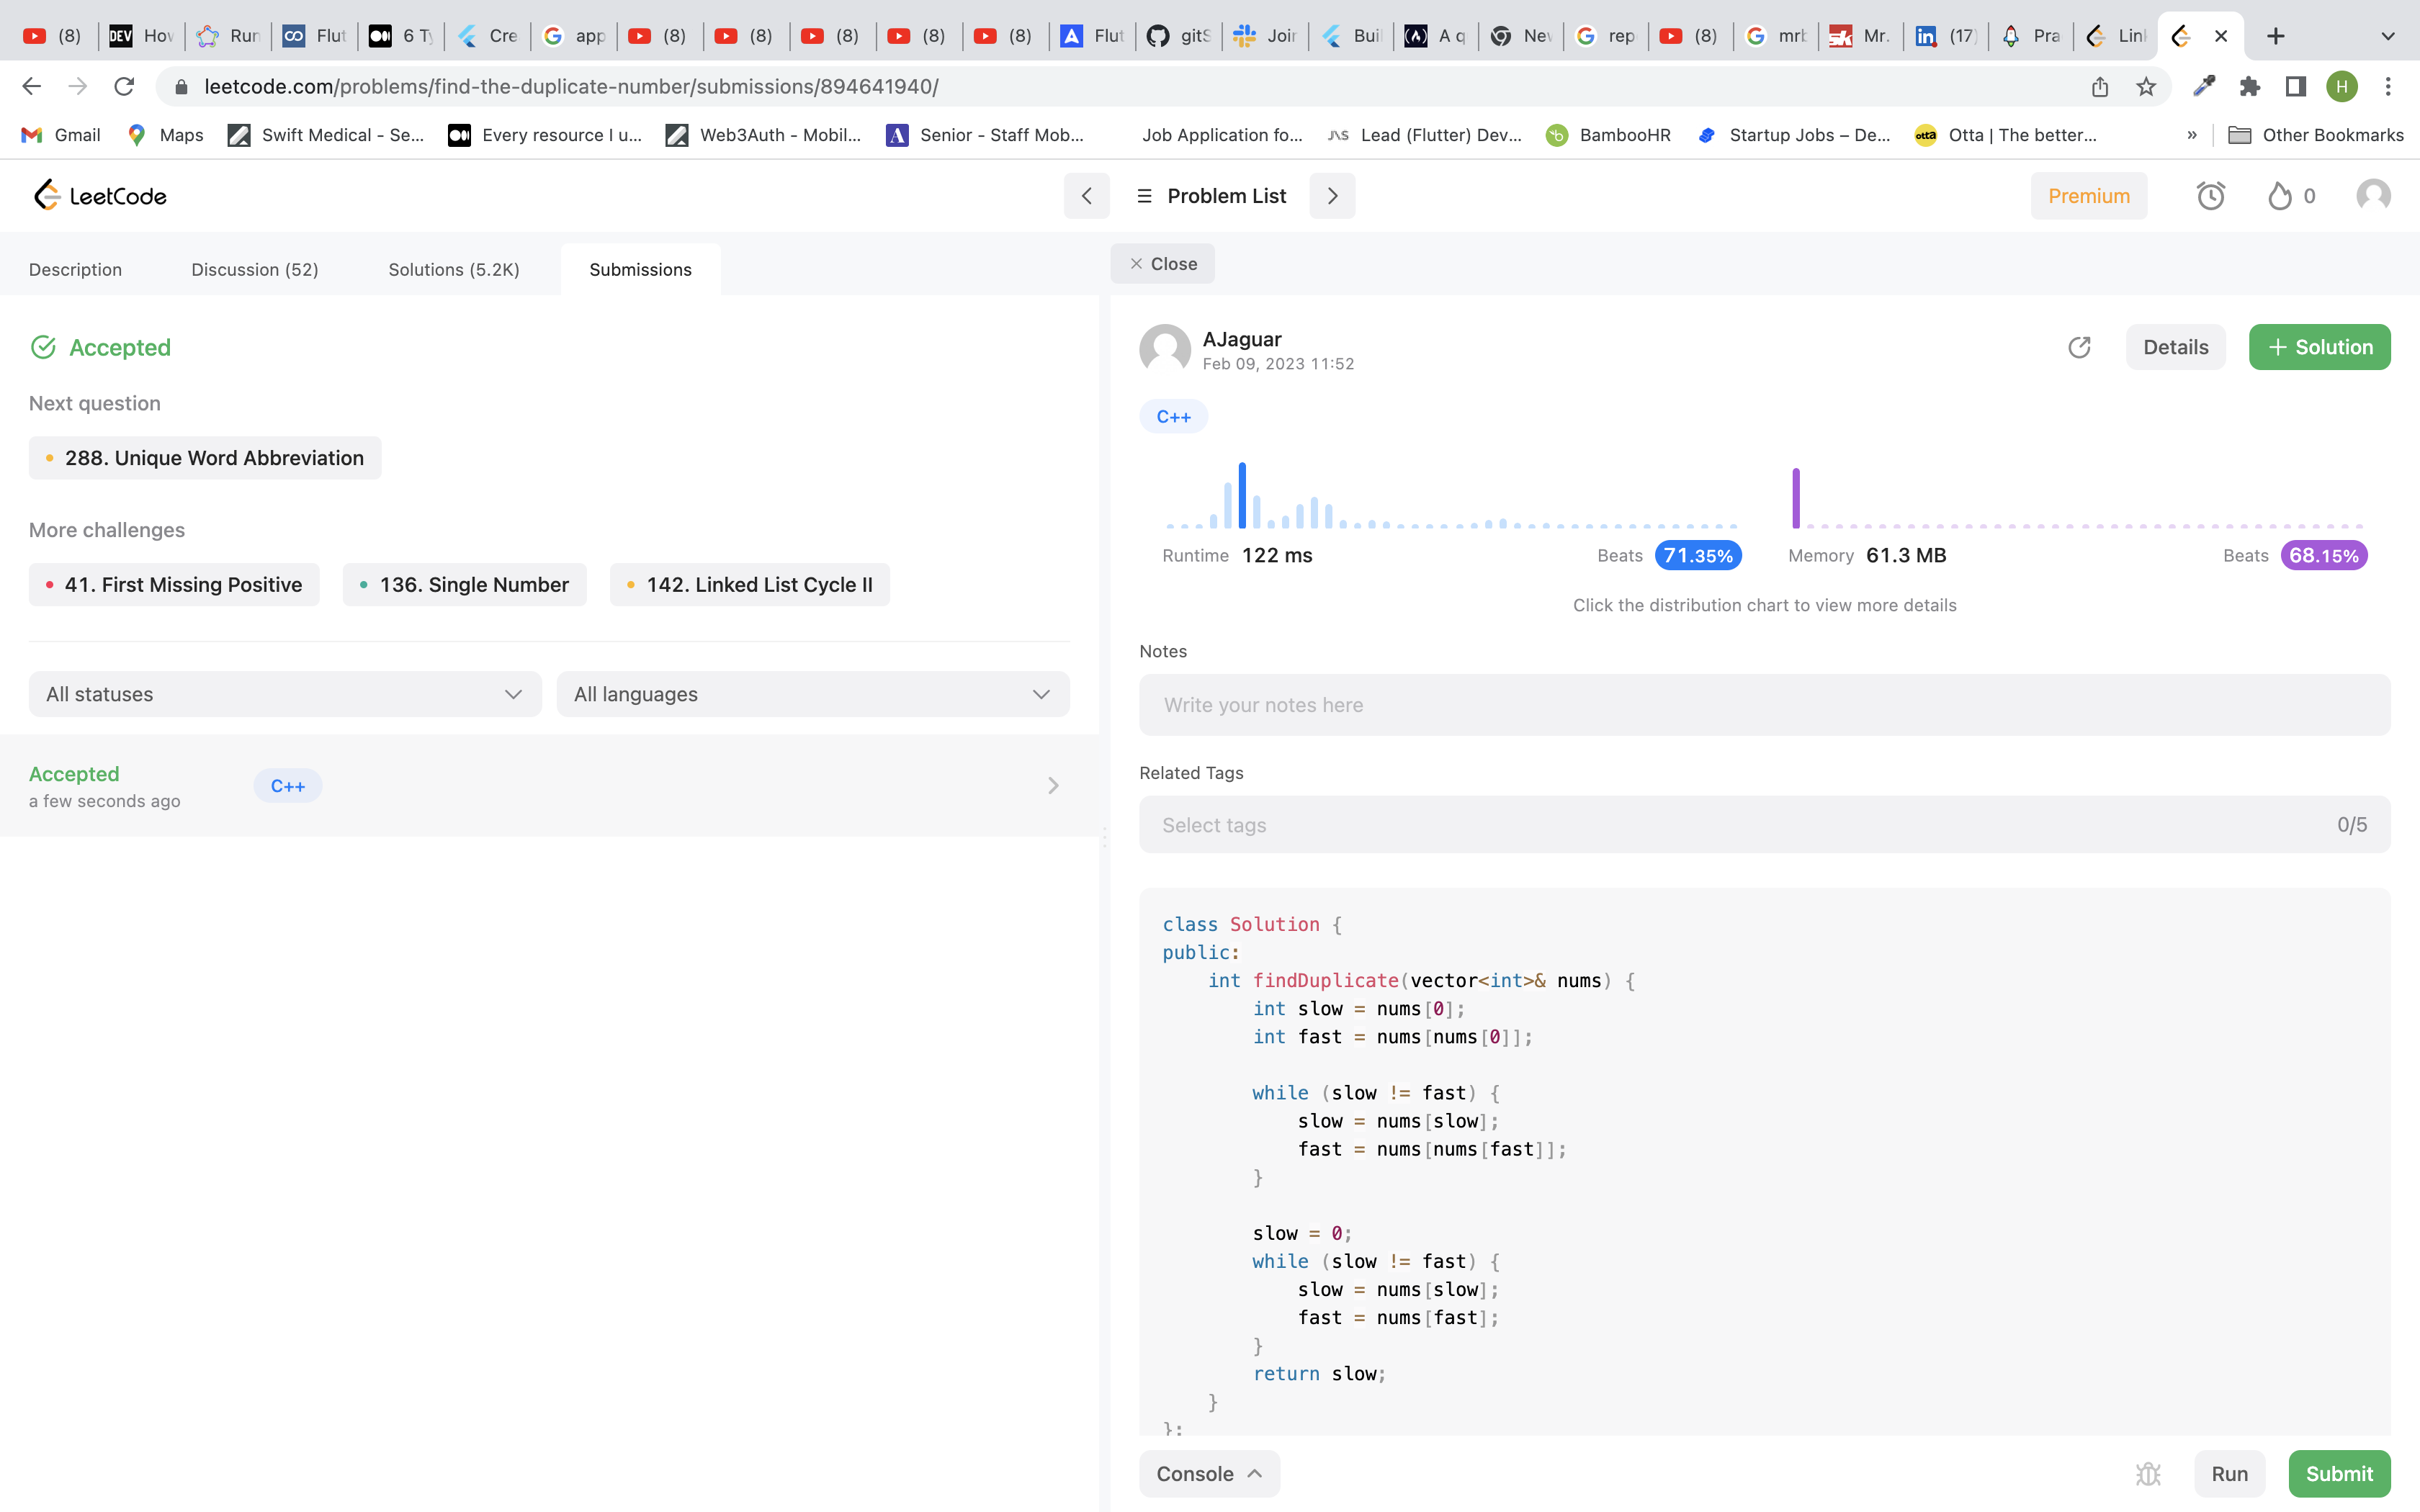 (8) DEV How Run Flut 6 Ty Cre app (8) (8) (8) (8) (8) Flut gitS Join Buil A q New rep (8) mrb Mr. (17) Pra Link
leetcode.com/problems/find-the-duplicate-number/submissions/894641940/ H
Gmail Maps Swift Medical - Se... Every resource I u... Web3Auth - Mobil... Senior - Staff Mob... Job Application fo... Lead (Flutter) Dev... BambooHR Startup Jobs – De... Otta | The better... » Other Bookmarks
LeetCode Problem List Premium 0
Description Discussion (52) Solutions (5.2K) Submissions
Close
Accepted
Next question
288. Unique Word Abbreviation
More challenges
41. First Missing Positive 136. Single Number 142. Linked List Cycle II
All statuses All languages
Accepted
a few seconds ago
C++
AJaguar
Feb 09, 2023 11:52
Details + Solution
C++
Runtime 122 ms Beats 71.35% Memory 61.3 MB Beats 68.15%
Click the distribution chart to view more details
Notes
Write your notes here
Related Tags
Select tags 0/5
class Solution {
public:
    int findDuplicate(vector<int>& nums) {
        int slow = nums[0];
        int fast = nums[nums[0]];
        while (slow != fast) {
            slow = nums[slow];
            fast = nums[nums[fast]];
        }
        slow = 0;
        while (slow != fast) {
            slow = nums[slow];
            fast = nums[fast];
        }
        return slow;
    }
};
Console Run Submit